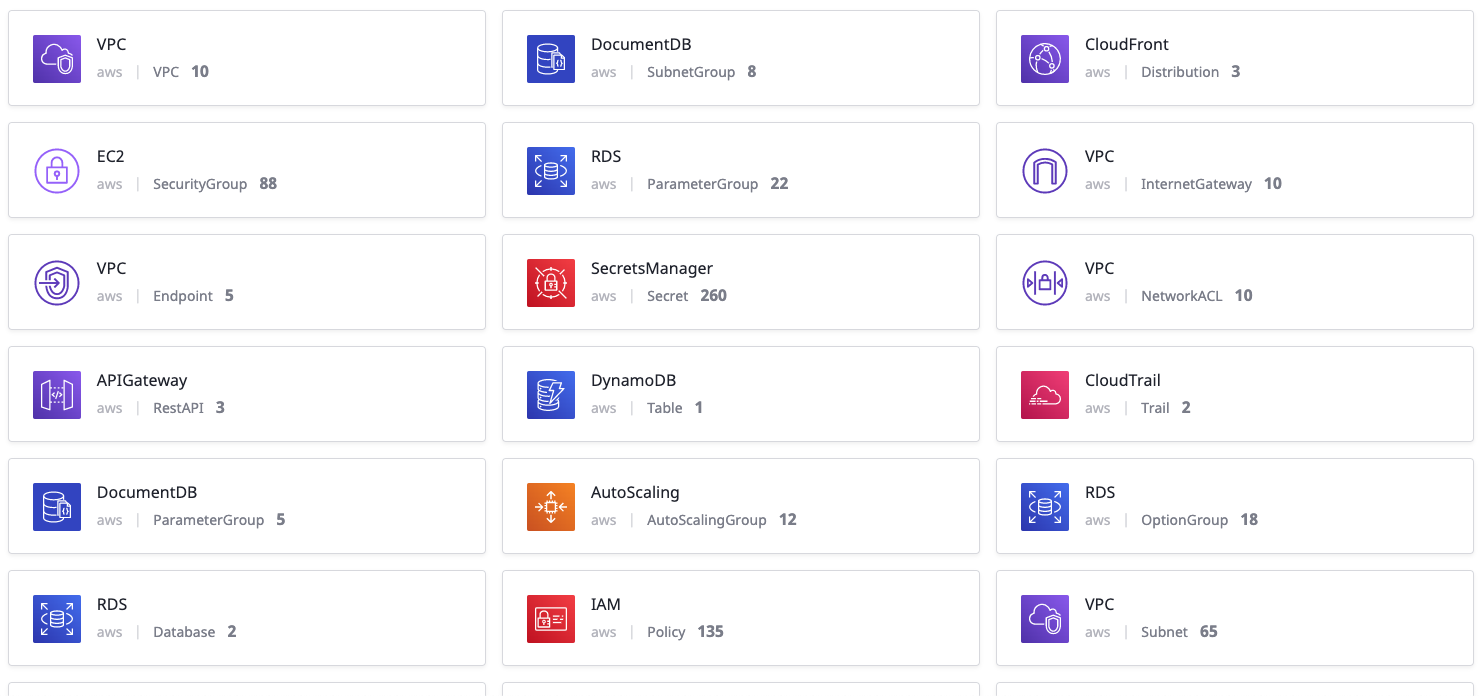 VPC
aws | VPC 10
DocumentDB
aws | SubnetGroup 8
CloudFront
aws | Distribution 3
EC2
aws | SecurityGroup 88
RDS
aws | ParameterGroup 22
VPC
aws | InternetGateway 10
VPC
aws | Endpoint 5
SecretsManager
aws | Secret 260
VPC
aws | NetworkACL 10
APIGateway
aws | RestAPI 3
DynamoDB
aws | Table 1
CloudTrail
aws | Trail 2
DocumentDB
aws | ParameterGroup 5
AutoScaling
aws | AutoScalingGroup 12
RDS
aws | OptionGroup 18
RDS
aws | Database 2
IAM
aws | Policy 135
VPC
aws | Subnet 65